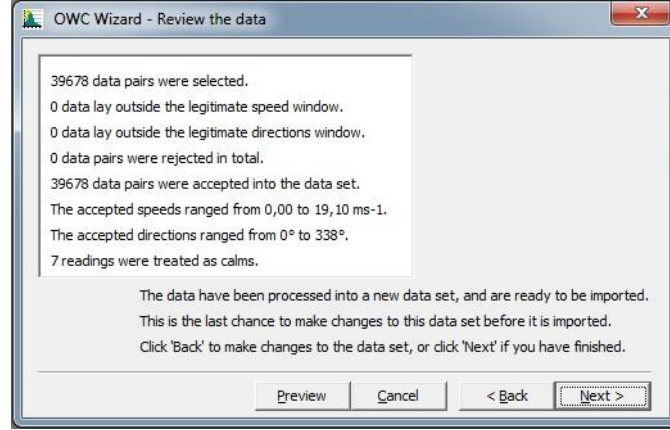 OWC Wizard - Review the data
39678 data pairs were selected.
0 data lay outside the legitimate speed window.
0 data lay outside the legitimate directions window.
0 data pairs were rejected in total.
39678 data pairs were accepted into the data set.
The accepted speeds ranged from 0,00 to 19,10 ms-1.
The accepted directions ranged from 0° to 338°.
7 readings were treated as calms.
The data have been processed into a new data set, and are ready to be imported.
This is the last chance to make changes to this data set before it is imported.
Click 'Back' to make changes to the data set, or click 'Next' if you have finished.
Preview Cancel < Back Next >